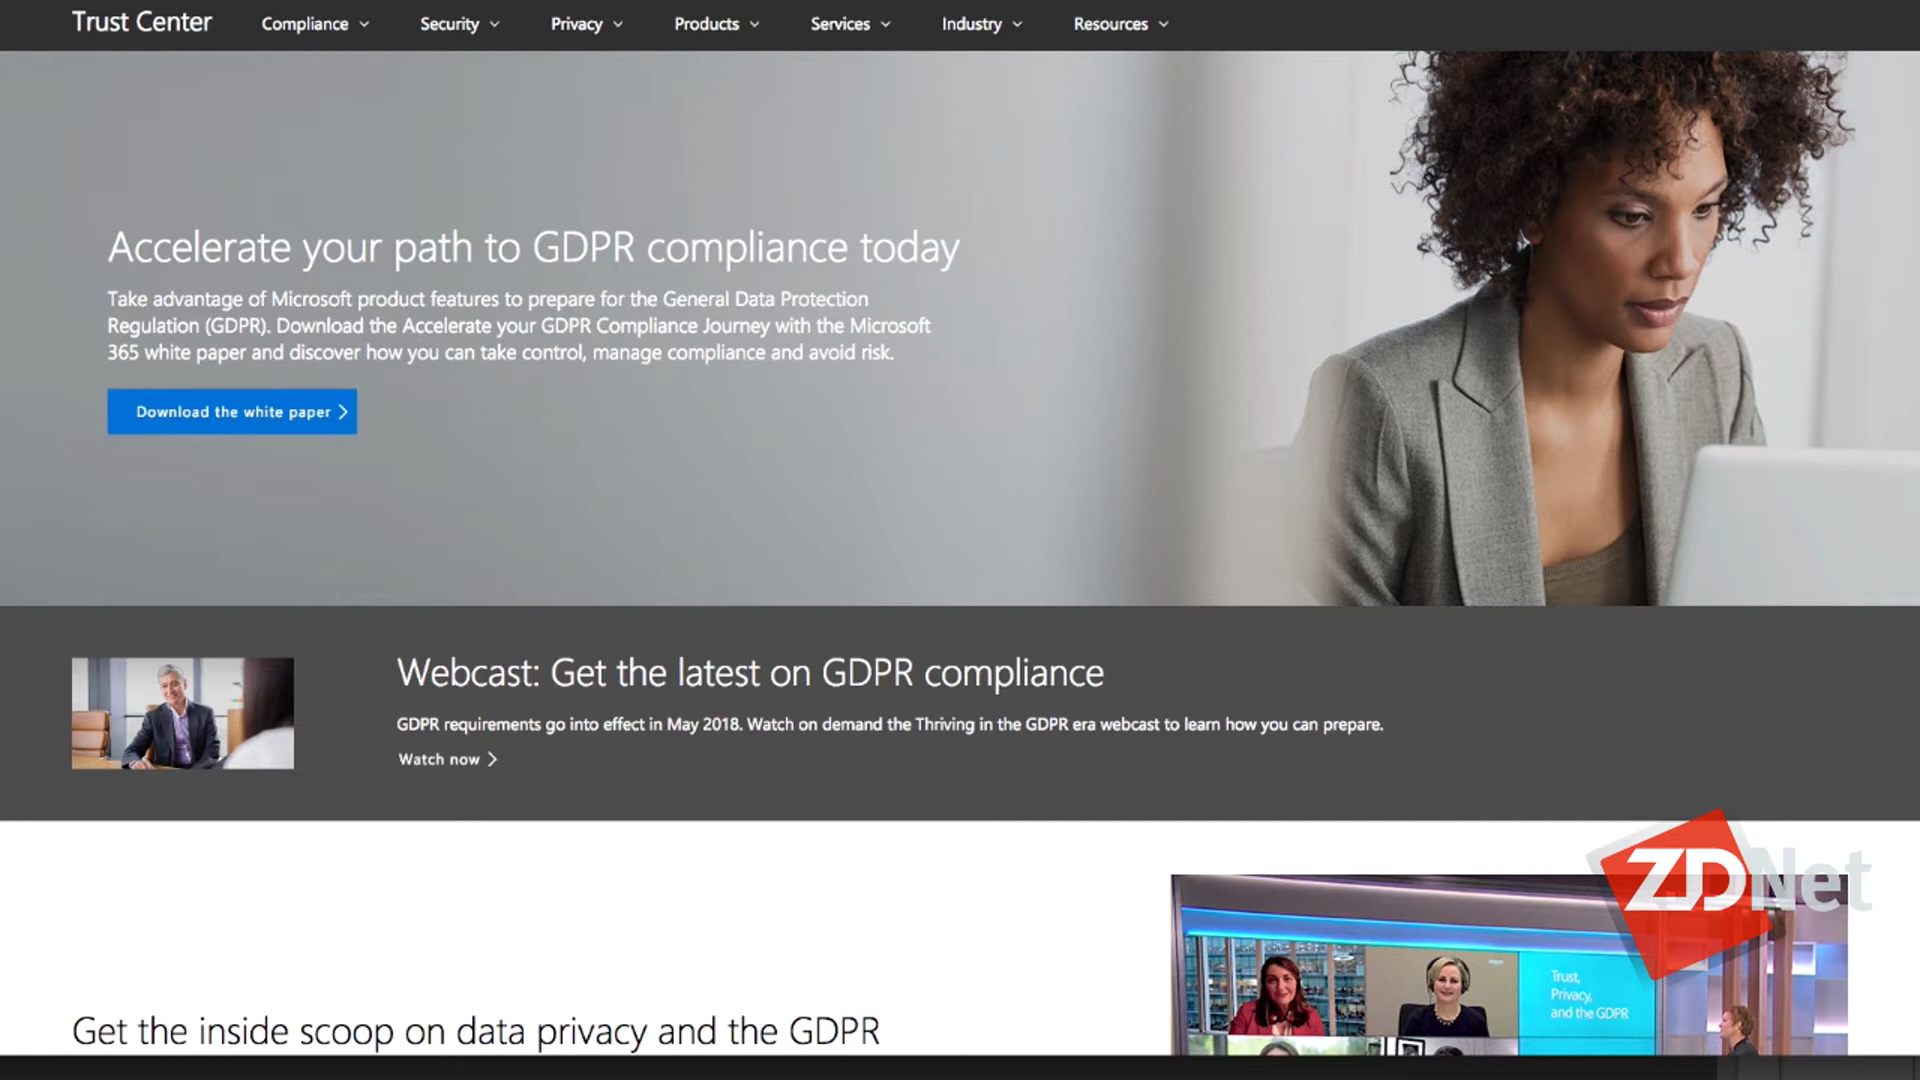 Trust Center
Compliance
Security
Privacy
Products
Services
Industry
Resources
Accelerate your path to GDPR compliance today
Take advantage of Microsoft product features to prepare for the General Data Protection
Regulation (GDPR). Download the Accelerate your GDPR Compliance Journey with the Microsoft
365 white paper and discover how you can take control, manage compliance and avoid risk.
Download the white paper
Webcast: Get the latest on GDPR compliance
GDPR requirements go into effect in May 2018. Watch on demand the Thriving in the GDPR era webcast to learn how you can prepare.
Watch now
ZDNet
Trust,
Privacy,
and the GDPR
Get the inside scoop on data privacy and the GDPR